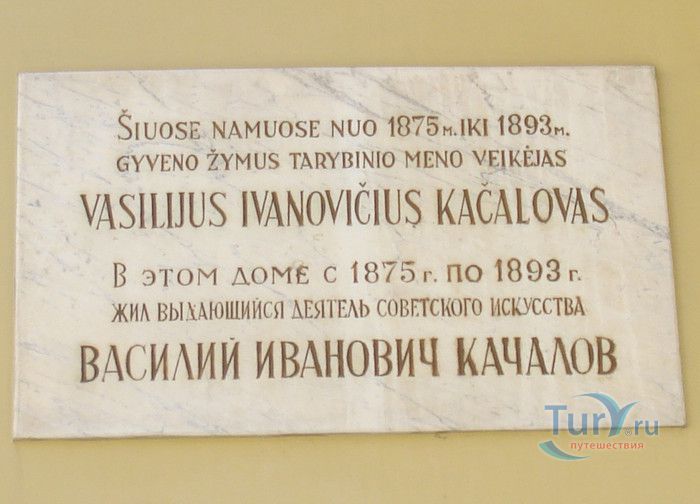 ŠIUOSE NAMUOSE NUO 1875 M. IKI 1893 M.
GYVENO ŽYMUS TARYBINIO MENO VEIKĖJAS
VASILIJUS IVANOVIČIUS KAČALOVAS
В ЭТОМ ДОМЕ С 1875 г. ПО 1893 г.
ЖИЛ ВЫДАЮЩИЙСЯ ДЕЯТЕЛЬ СОВЕТСКОГО ИСКУССТВА
ВАСИЛИЙ ИВАНОВИЧ КАЧАЛОВ
TurY.ru
путешествия